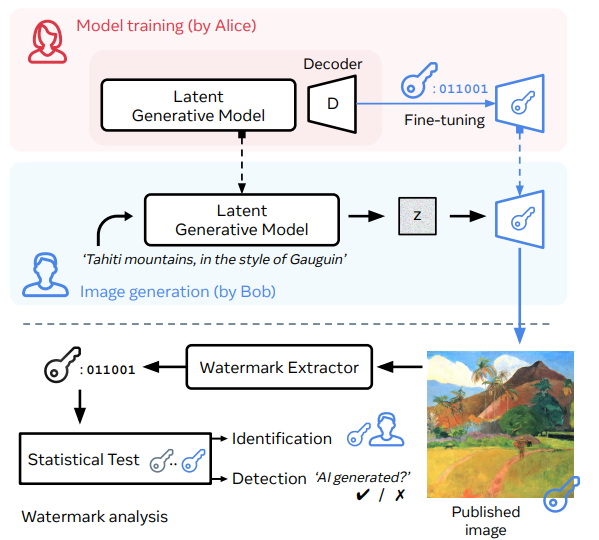 Model training (by Alice)
Decoder
Latent
Generative Model
D
: 011001
Fine-tuning
Latent
Generative Model
z
‘Tahiti mountains, in the style of Gauguin’
Image generation (by Bob)
: 011001
Watermark Extractor
Statistical Test
..
Identification
Detection ‘AI generated?’
✔ / ✗
Watermark analysis
Published
image